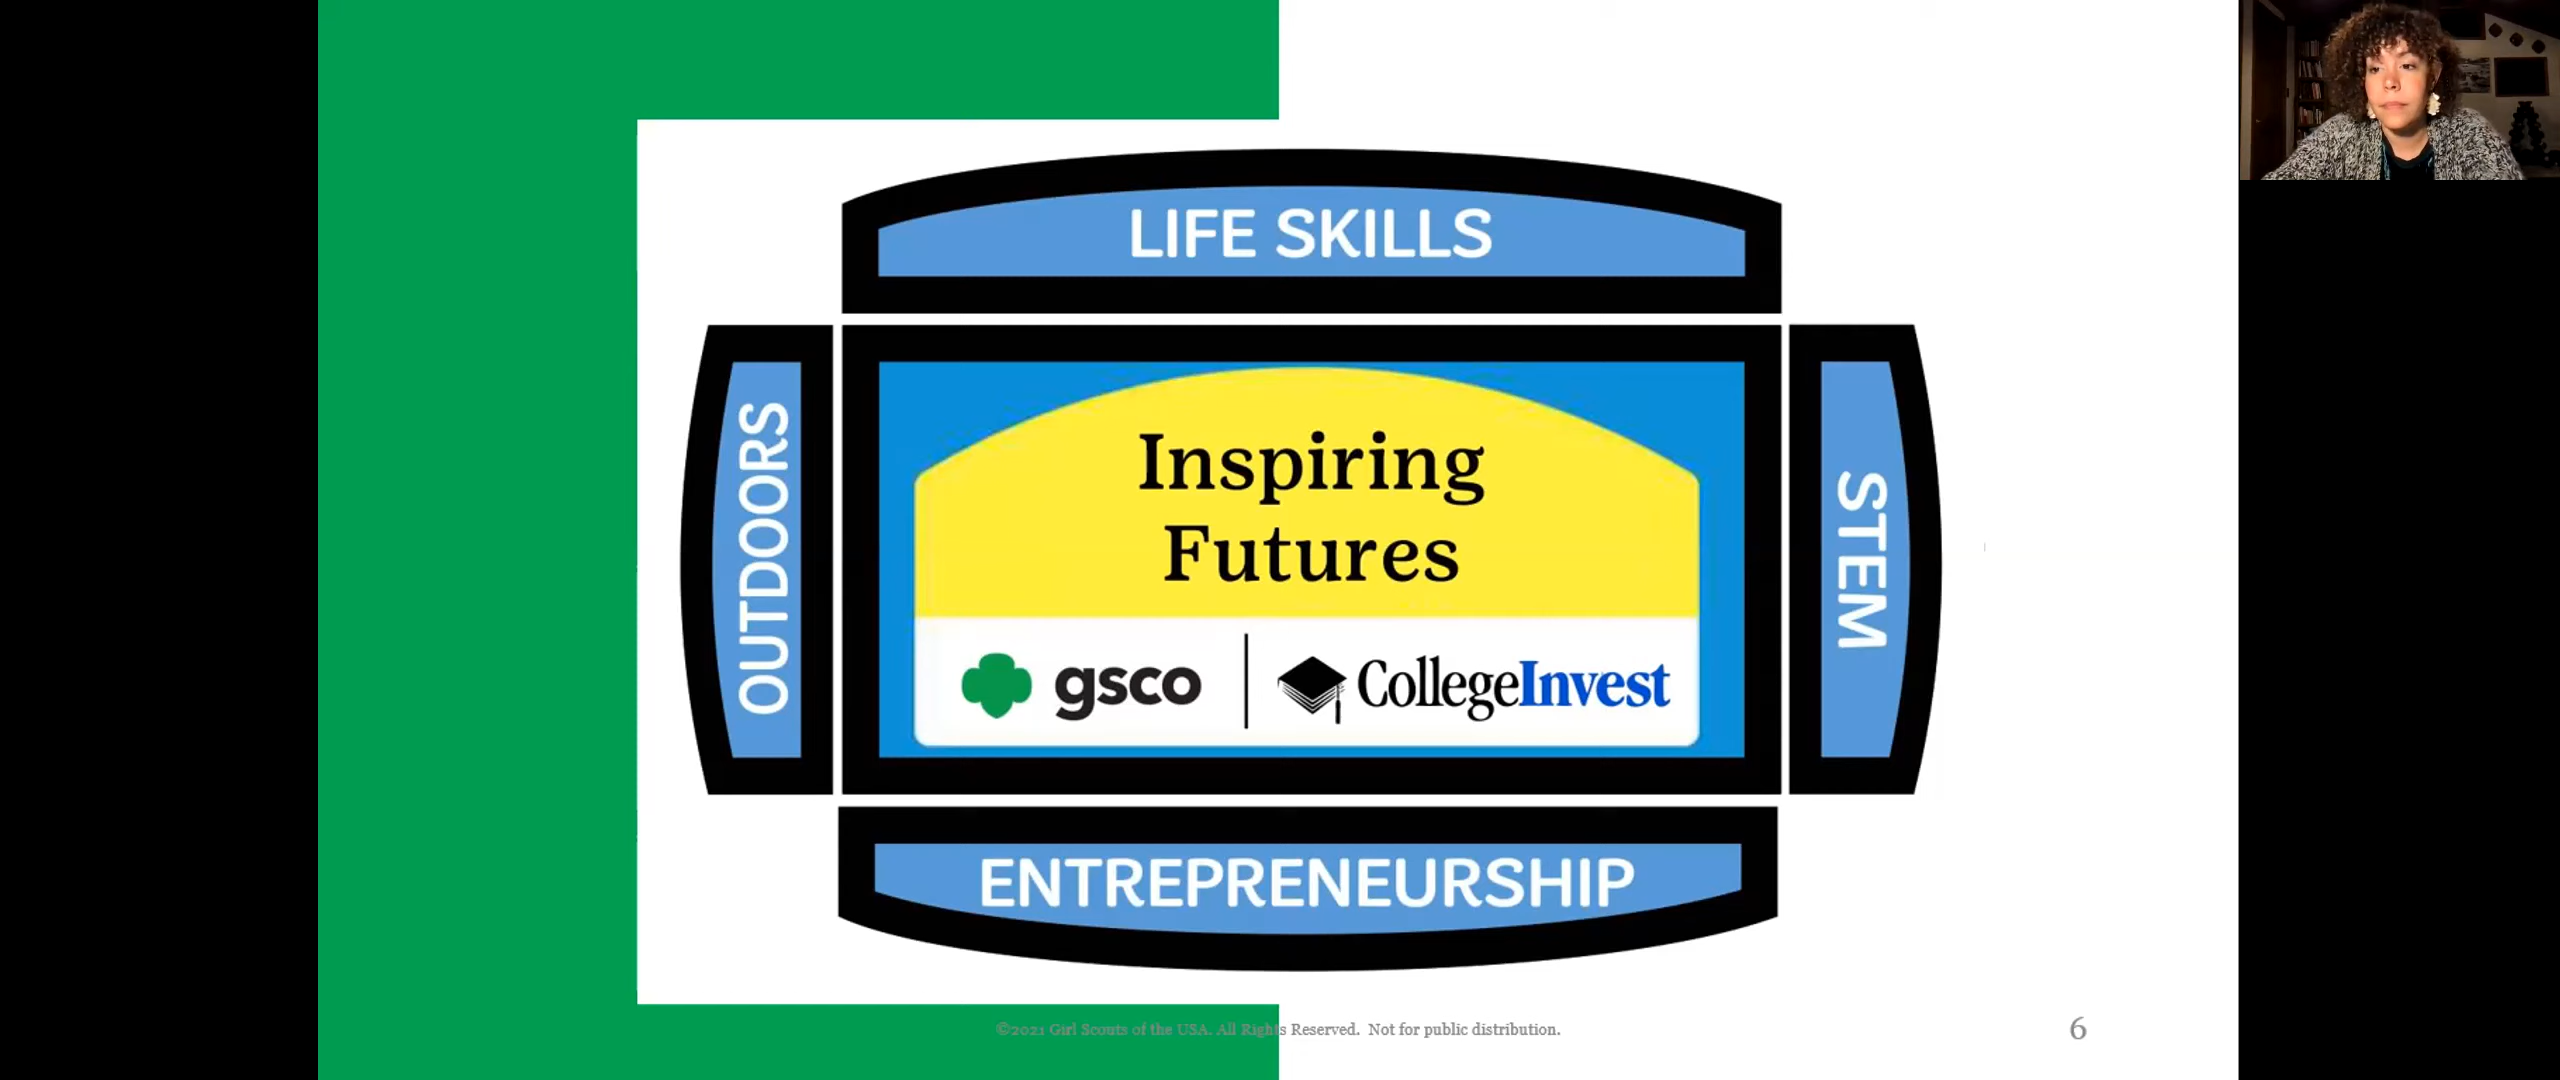 LIFE SKILLS
OUTDOORS
Inspiring
Futures
STEM
gsco
CollegeInvest
ENTREPRENEURSHIP
©2021 Girl Scouts of the USA. All Rights Reserved. Not for public distribution.
6